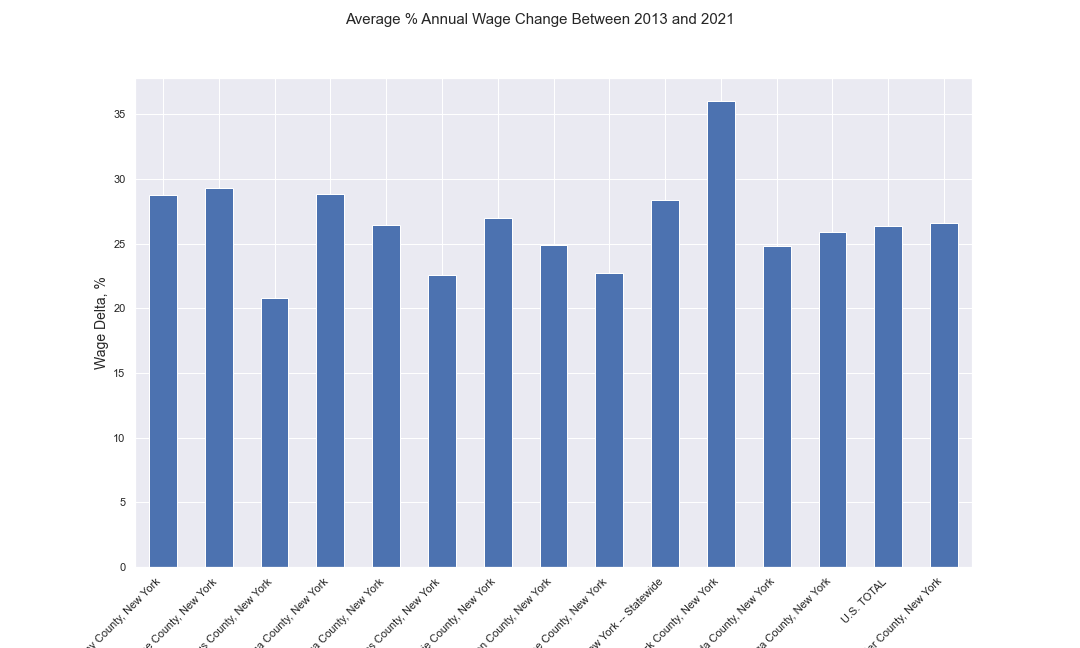 Average % Annual Wage Change Between 2013 and 2021
Wage Delta, %
35
30
25
20
15
10
5
0
County, New York
County, New York
County, New York
County, New York
County, New York
County, New York
County, New York
County, New York
County, New York
York -- Statewide
County, New York
County, New York
County, New York
U.S. TOTAL
County, New York